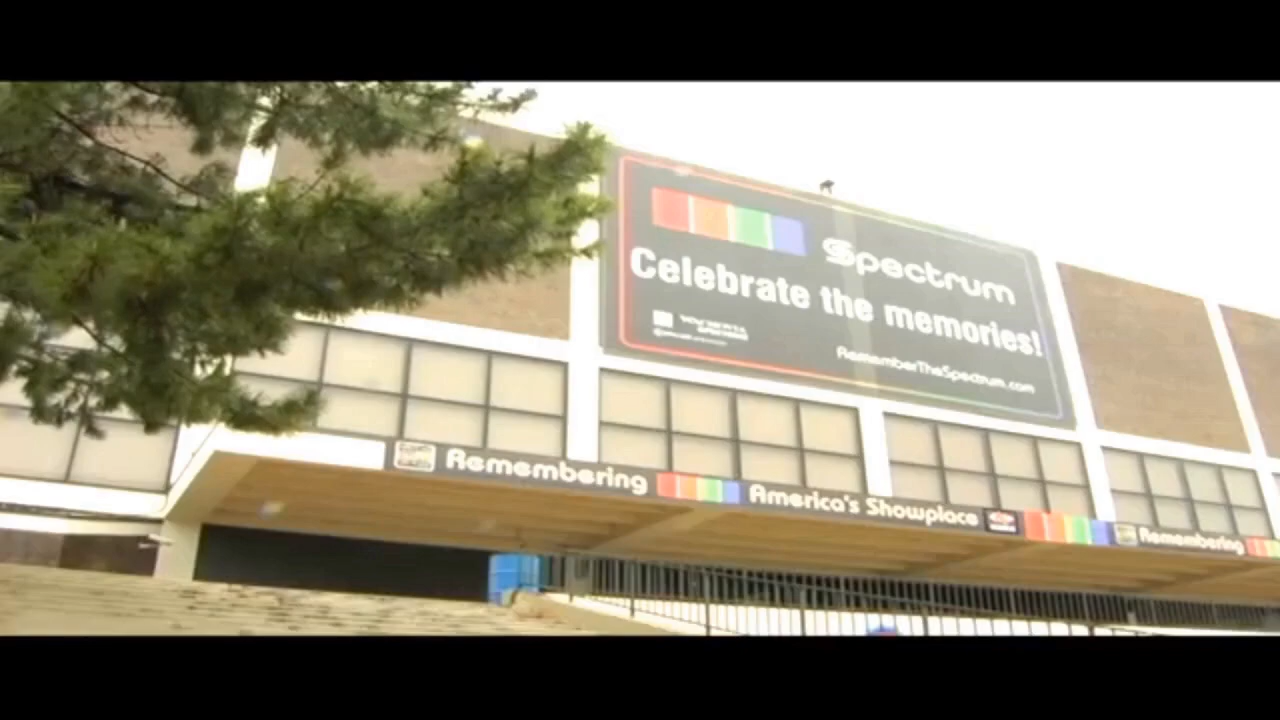 Spectrum
Celebrate the memories!
RememberTheSpectrum.com
Remembering America's Showplace Remembering